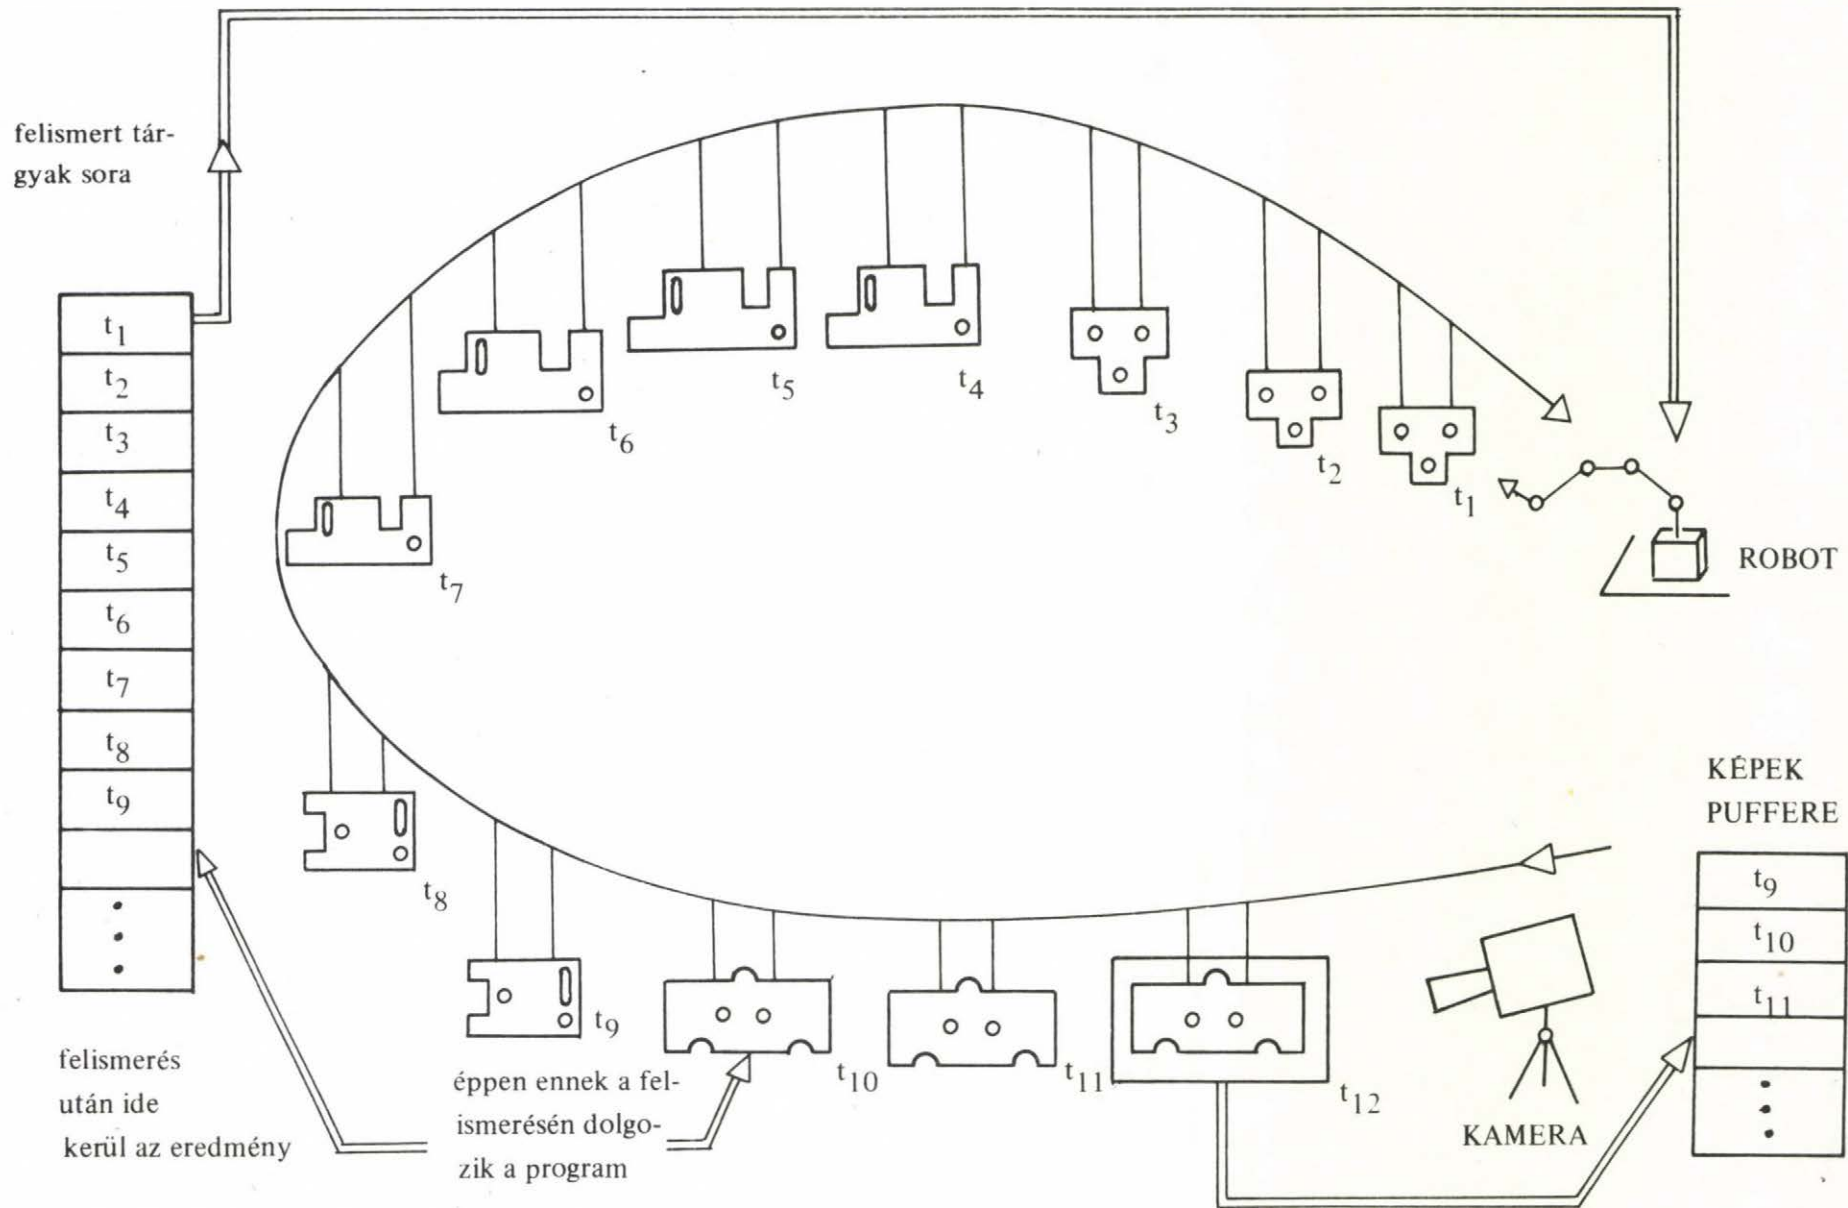 felismert tár-
gyak sora
t₁
t₂
t₃
t₄
t₅
t₆
t₇
t₈
t₉
felismerés
után ide
kerül az eredmény
éppen ennek a fel-
ismerésén dolgo-
zik a program
t₁
t₂
t₃
t₄
t₅
t₆
t₇
t₈
t₉
t₁₀
t₁₁
t₁₂
ROBOT
KAMERA
KÉPEK
PUFFERE
t₉
t₁₀
t₁₁